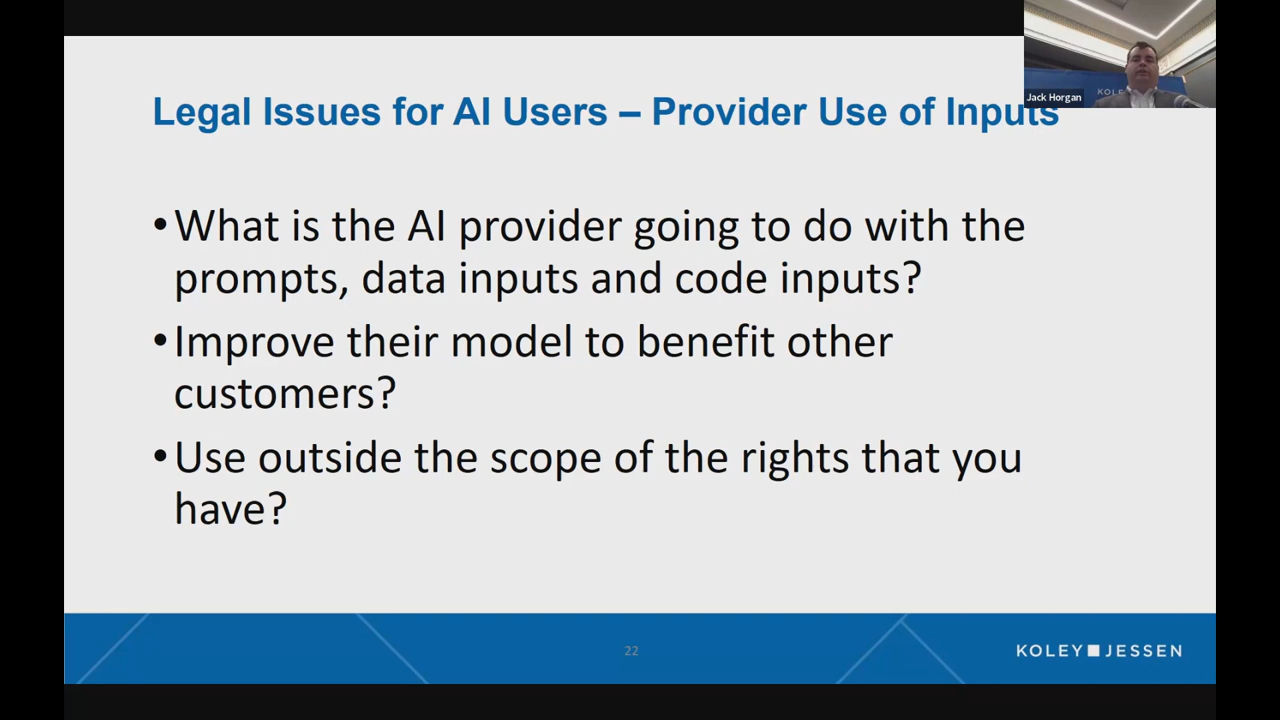 Jack Horgan
KOL
Legal Issues for AI Users – Provider Use of Inputs
•What is the AI provider going to do with the
prompts, data inputs and code inputs?
•Improve their model to benefit other
customers?
•Use outside the scope of the rights that you
have?
22
KOLEY JESSEN